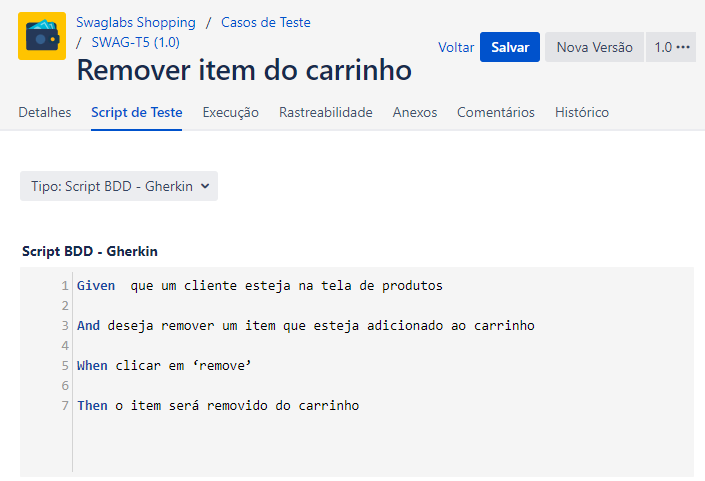 Swaglabs Shopping / Casos de Teste
/ SWAG-T5 (1.0)
Remover item do carrinho
Voltar Salvar Nova Versão 1.0 •••
Detalhes Script de Teste Execução Rastreabilidade Anexos Comentários Histórico
Tipo: Script BDD - Gherkin
Script BDD - Gherkin
1 Given  que um cliente esteja na tela de produtos
2
3 And deseja remover um item que esteja adicionado ao carrinho
4
5 When clicar em ‘remove’
6
7 Then o item será removido do carrinho